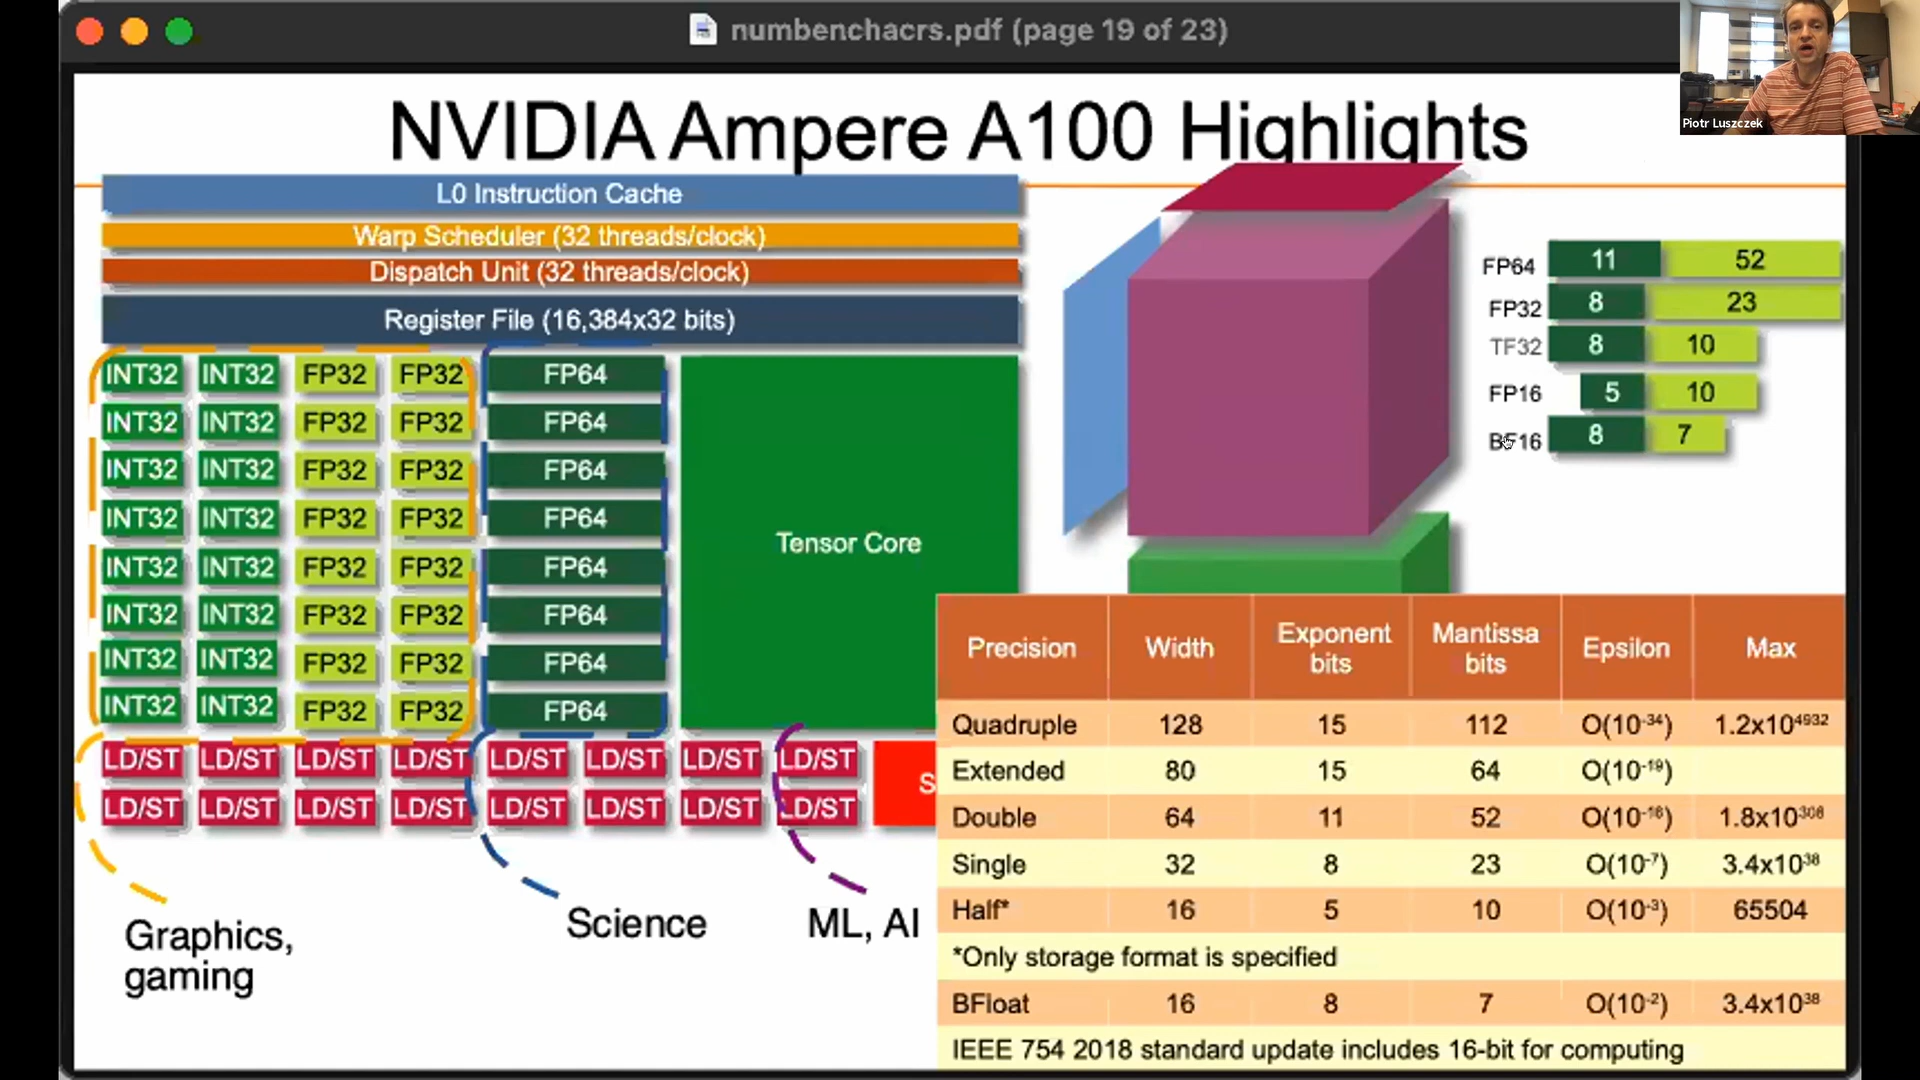 numbenchacrs.pdf (page 19 of 23)
Piotr Luszczek
NVIDIA Ampere A100 Highlights
L0 Instruction Cache
Warp Scheduler (32 threads/clock)
Dispatch Unit (32 threads/clock)
Register File (16,384x32 bits)
INT32 INT32 FP32 FP32 FP64
INT32 INT32 FP32 FP32 FP64
INT32 INT32 FP32 FP32 FP64
INT32 INT32 FP32 FP32 FP64
INT32 INT32 FP32 FP32 FP64
INT32 INT32 FP32 FP32 FP64
INT32 INT32 FP32 FP32 FP64
INT32 INT32 FP32 FP32 FP64
Tensor Core
LD/ST LD/ST LD/ST LD/ST LD/ST LD/ST LD/ST LD/ST
LD/ST LD/ST LD/ST LD/ST LD/ST LD/ST LD/ST LD/ST
S
Graphics,
gaming
Science
ML, AI
FP64 11 52
FP32 8 23
TF32 8 10
FP16 5 10
BF16 8 7
Precision Width Exponent bits Mantissa bits Epsilon Max
Quadruple 128 15 112 O(10⁻³⁴) 1.2x10⁴⁹³²
Extended 80 15 64 O(10⁻¹⁹)
Double 64 11 52 O(10⁻¹⁶) 1.8x10³⁰⁸
Single 32 8 23 O(10⁻⁷) 3.4x10³⁸
Half* 16 5 10 O(10⁻³) 65504
*Only storage format is specified
BFloat 16 8 7 O(10⁻²) 3.4x10³⁸
IEEE 754 2018 standard update includes 16-bit for computing